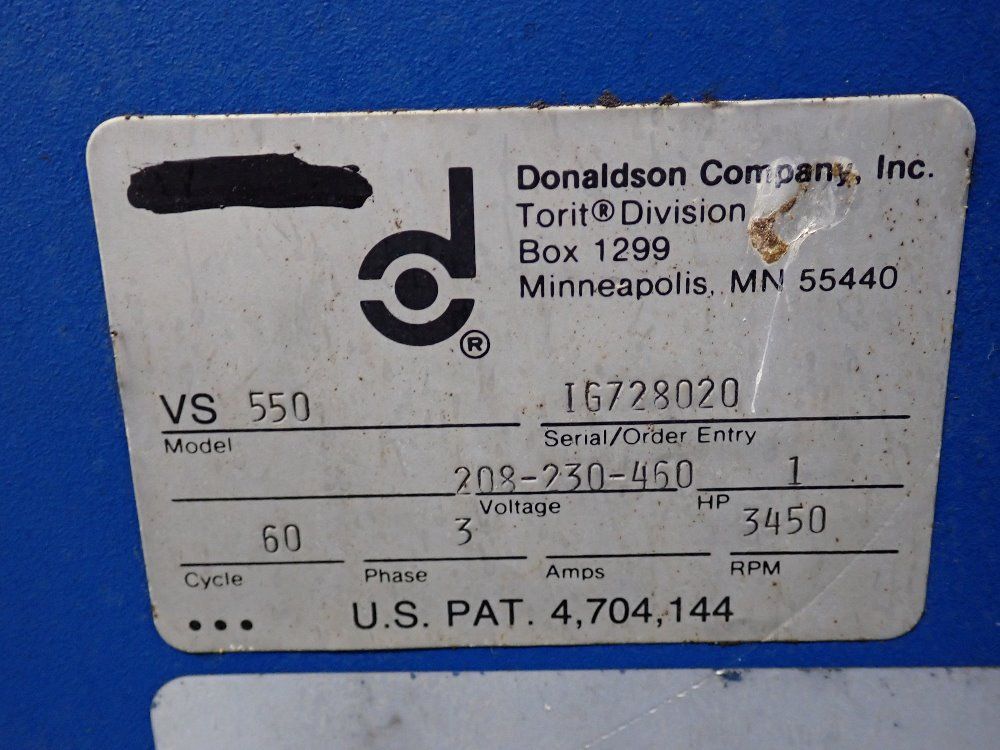 Donaldson Company, Inc.
Torit® Division
Box 1299
Minneapolis, MN 55440
d
®
VS 550
Model
IG728020
Serial/Order Entry
208-230-460
Voltage
1
HP
60
Cycle
3
Phase
Amps
3450
RPM
••• U.S. PAT. 4,704,144